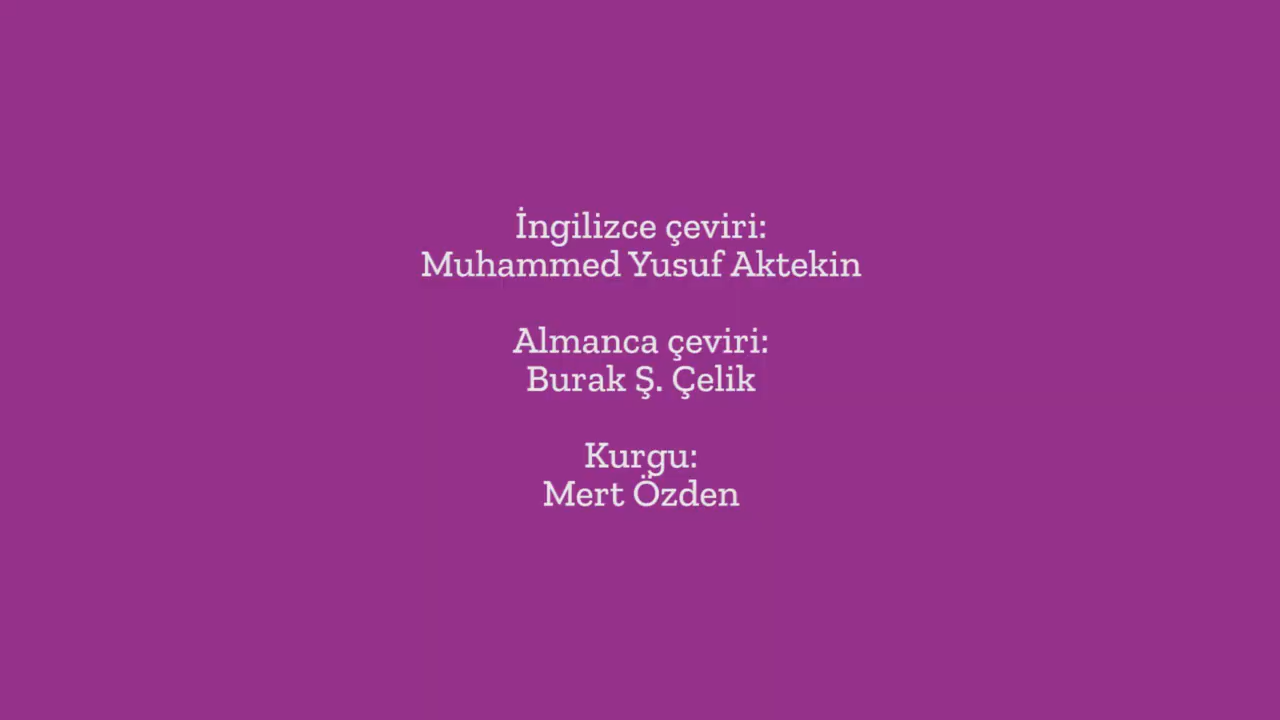 İngilizce çeviri:
Muhammed Yusuf Aktekin
Almanca çeviri:
Burak Ş. Çelik
Kurgu:
Mert Özden